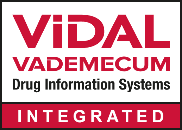 ViDAL
VADEMECUM
Drug Information Systems
INTEGRATED